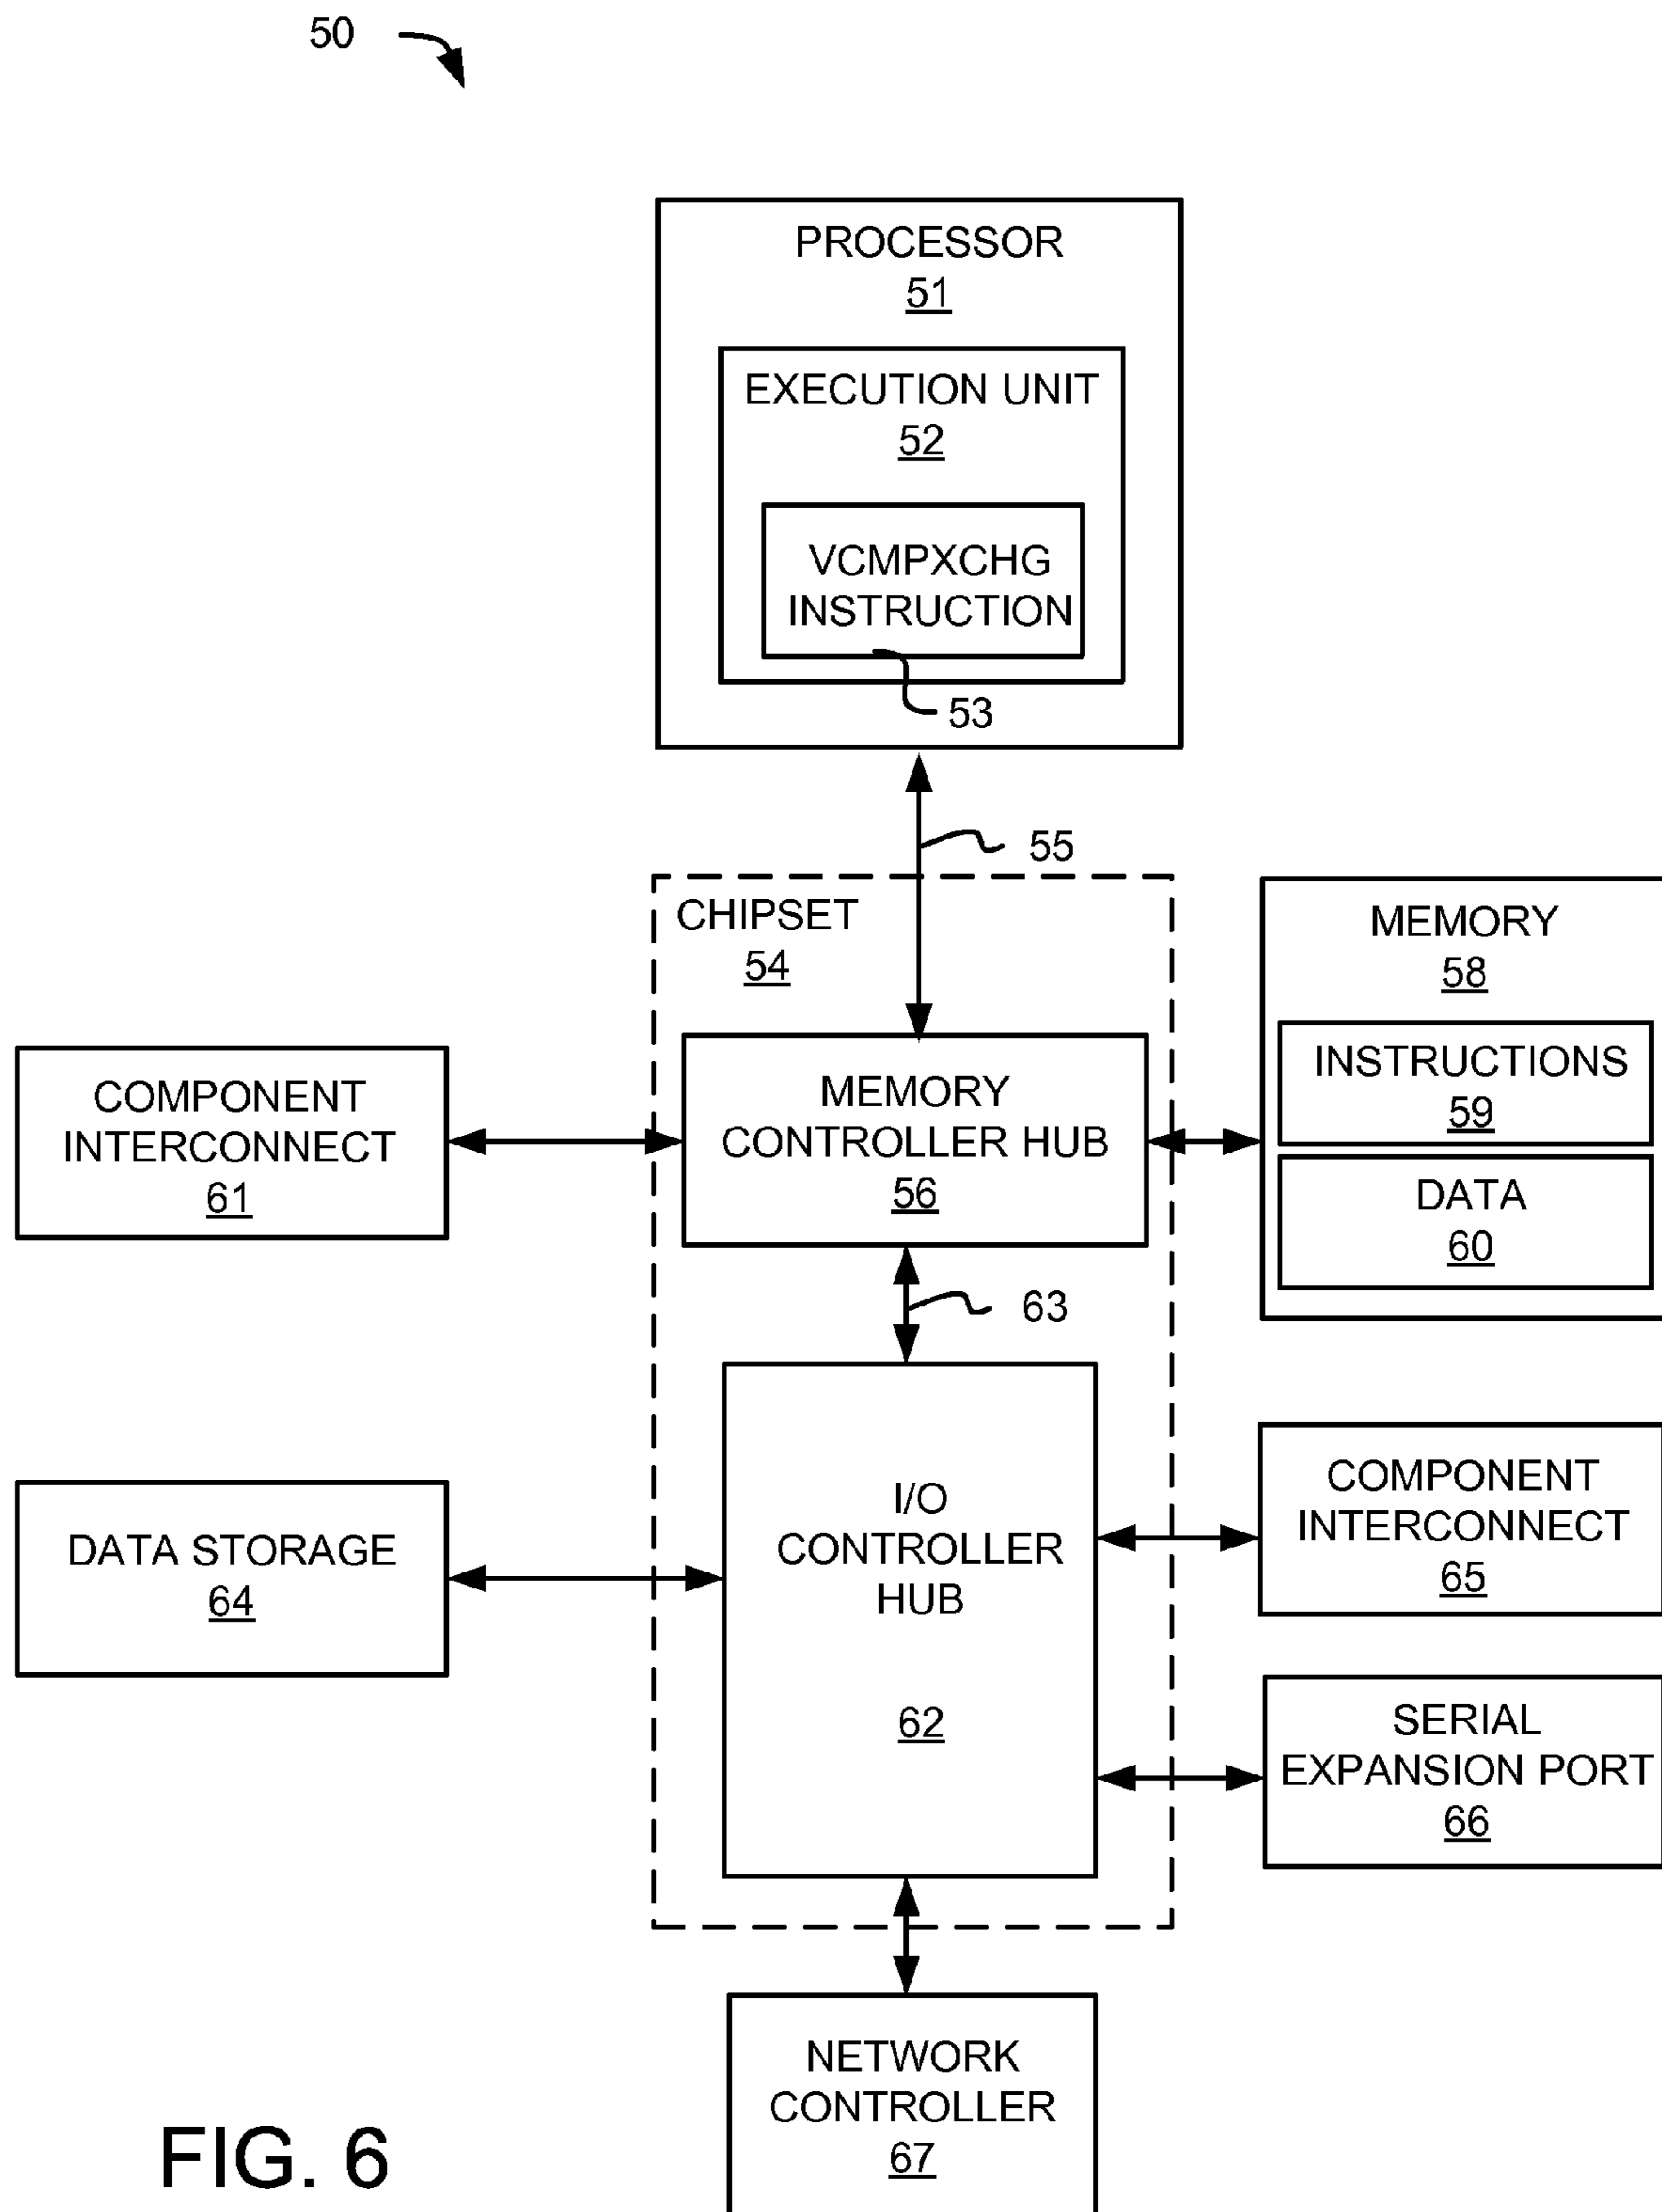 50
PROCESSOR
51
EXECUTION UNIT
52
VCMPXCHG
INSTRUCTION
53
55
CHIPSET
54
MEMORY
58
INSTRUCTIONS
59
DATA
60
COMPONENT
INTERCONNECT
61
MEMORY
CONTROLLER HUB
56
63
I/O
CONTROLLER
HUB
62
DATA STORAGE
64
COMPONENT
INTERCONNECT
65
SERIAL
EXPANSION PORT
66
NETWORK
CONTROLLER
67
FIG. 6